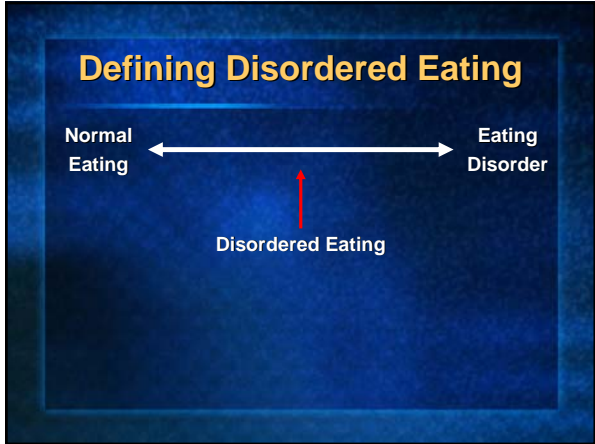 Defining Disordered Eating
Normal
Eating
Eating
Disorder
Disordered Eating